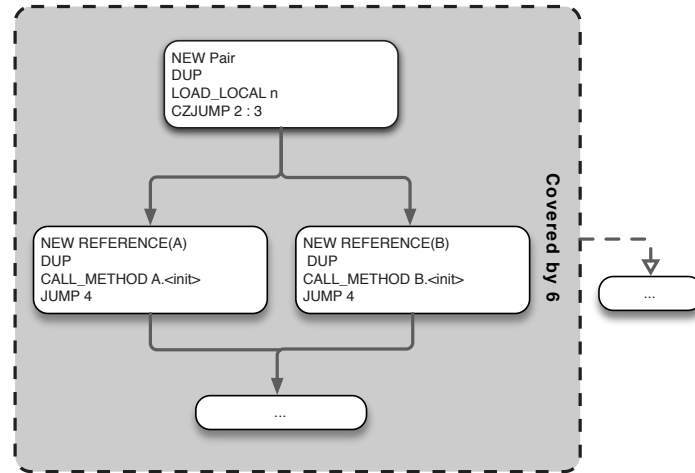 NEW Pair
DUP
LOAD_LOCAL n
CZJUMP 2 : 3
NEW REFERENCE(A)
DUP
CALL_METHOD A.<init>
JUMP 4
NEW REFERENCE(B)
DUP
CALL_METHOD B.<init>
JUMP 4
Covered by 6
...
...